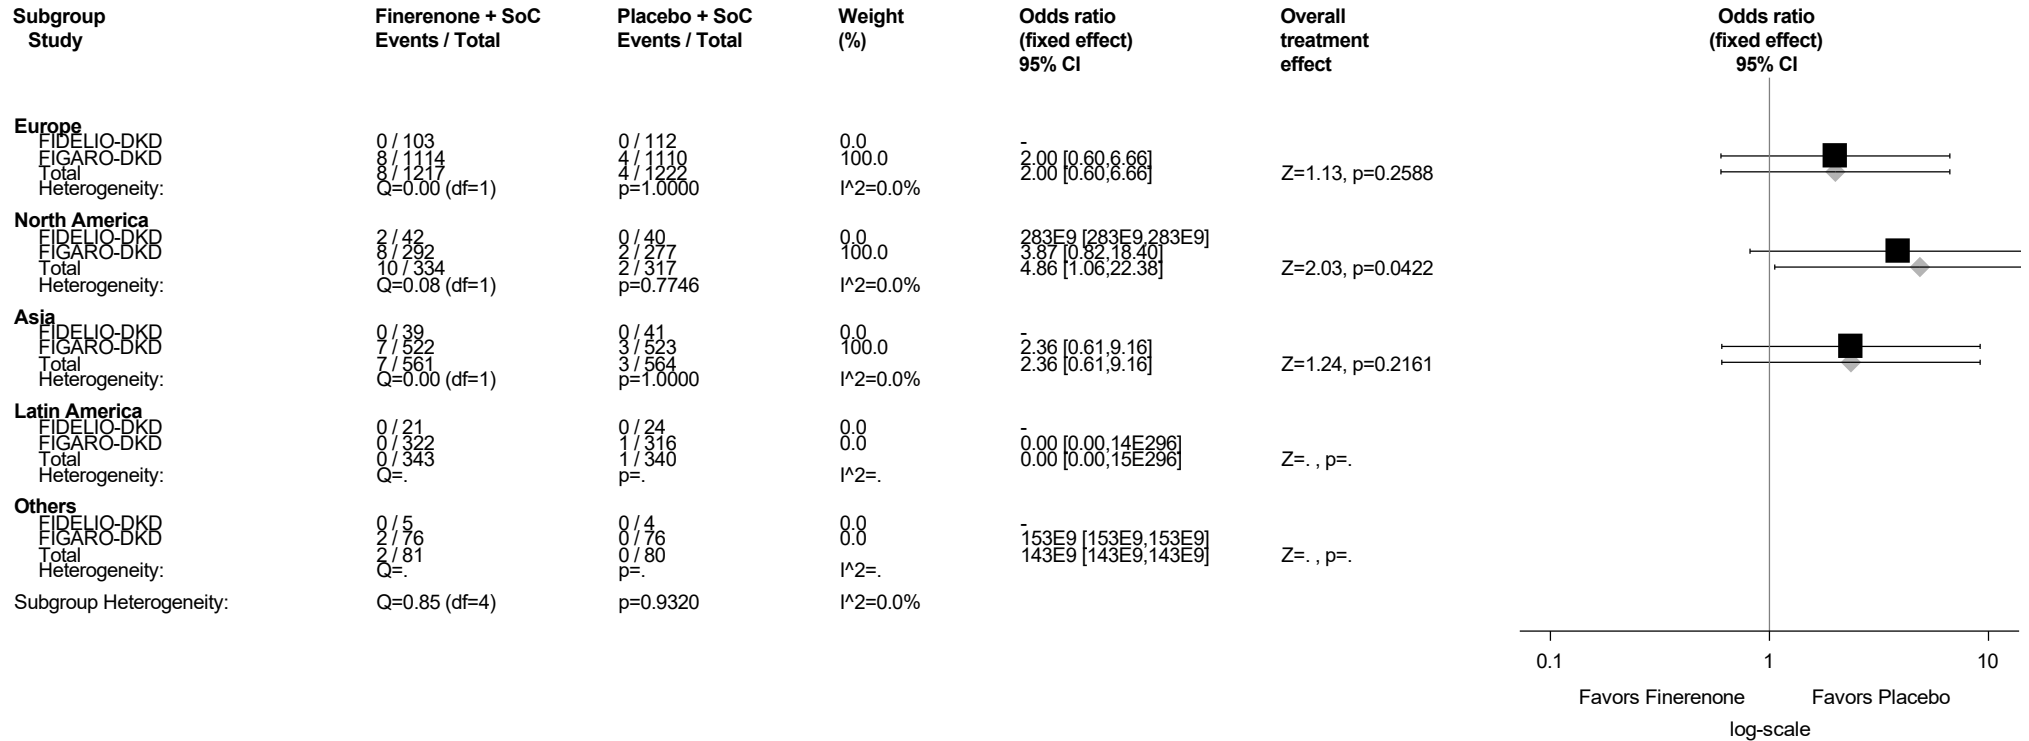 Subgroup Finerenone + SoC Placebo + SoC Weight Odds ratio Overall Odds ratio
Study Events / Total Events / Total (%) (fixed effect) treatment (fixed effect)
95% CI effect 95% CI
Europe
FIDELIO-DKD 0 / 103 0 / 112 0.0 -
FIGARO-DKD 8 / 1114 4 / 1110 100.0 2.00 [0.60,6.66]
Total 8 / 1217 4 / 1222 2.00 [0.60,6.66] Z=1.13, p=0.2588
Heterogeneity: Q=0.00 (df=1) p=1.0000 I^2=0.0%
North America
FIDELIO-DKD 2 / 42 0 / 40 0.0 283E9 [283E9,283E9]
FIGARO-DKD 8 / 292 2 / 277 100.0 3.87 [0.82,18.40]
Total 10 / 334 2 / 317 4.86 [1.06,22.38] Z=2.03, p=0.0422
Heterogeneity: Q=0.08 (df=1) p=0.7746 I^2=0.0%
Asia
FIDELIO-DKD 0 / 39 0 / 41 0.0 -
FIGARO-DKD 7 / 522 3 / 523 100.0 2.36 [0.61,9.16]
Total 7 / 561 3 / 564 2.36 [0.61,9.16] Z=1.24, p=0.2161
Heterogeneity: Q=0.00 (df=1) p=1.0000 I^2=0.0%
Latin America
FIDELIO-DKD 0 / 21 0 / 24 0.0 -
FIGARO-DKD 0 / 322 1 / 316 0.0 0.00 [0.00,14E296]
Total 0 / 343 1 / 340 0.00 [0.00,15E296] Z=. , p=.
Heterogeneity: Q=. p=. I^2=.
Others
FIDELIO-DKD 0 / 5 0 / 4 0.0 -
FIGARO-DKD 2 / 76 0 / 76 0.0 153E9 [153E9,153E9]
Total 2 / 81 0 / 80 143E9 [143E9,143E9] Z=. , p=.
Heterogeneity: Q=. p=. I^2=.
Subgroup Heterogeneity: Q=0.85 (df=4) p=0.9320 I^2=0.0%
0.1 1 10
Favors Finerenone Favors Placebo
log-scale